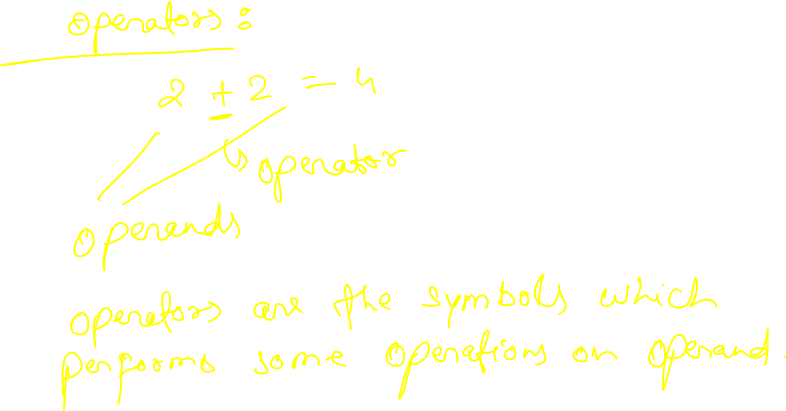 operators:
2 + 2 = 4
operator
operands
operators are the symbols which
performs some operations on operand.